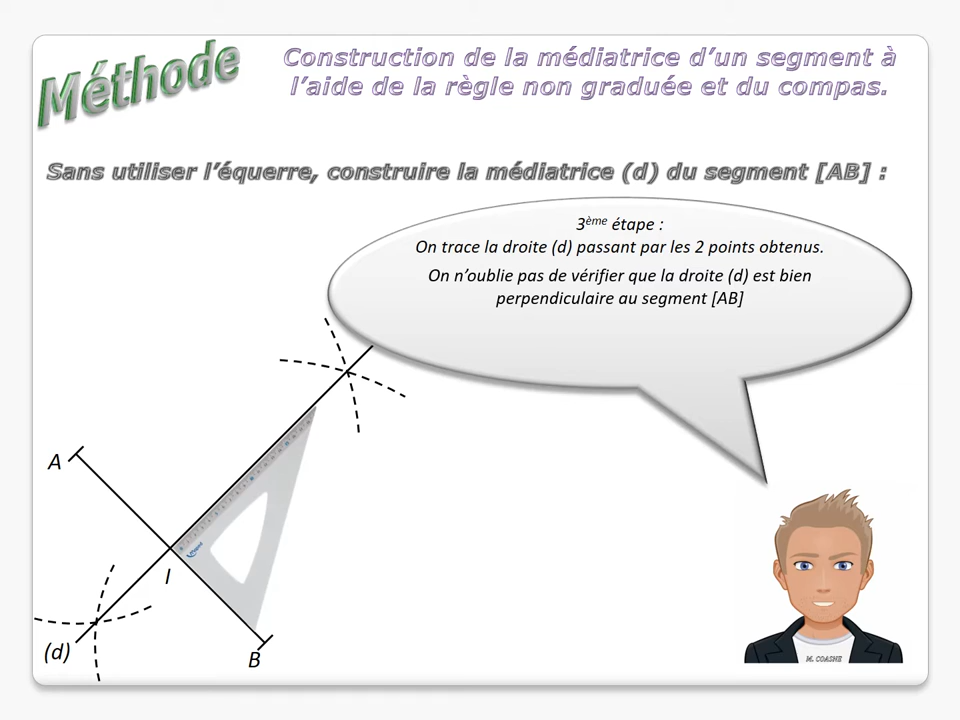 Méthode
Construction de la médiatrice d'un segment à
l'aide de la règle non graduée et du compas.
Sans utiliser l'équerre, construire la médiatrice (d) du segment [AB] :
3ème étape :
On trace la droite (d) passant par les 2 points obtenus.
On n'oublie pas de vérifier que la droite (d) est bien
perpendiculaire au segment [AB]
A
I
(d)
B
M. COASNE